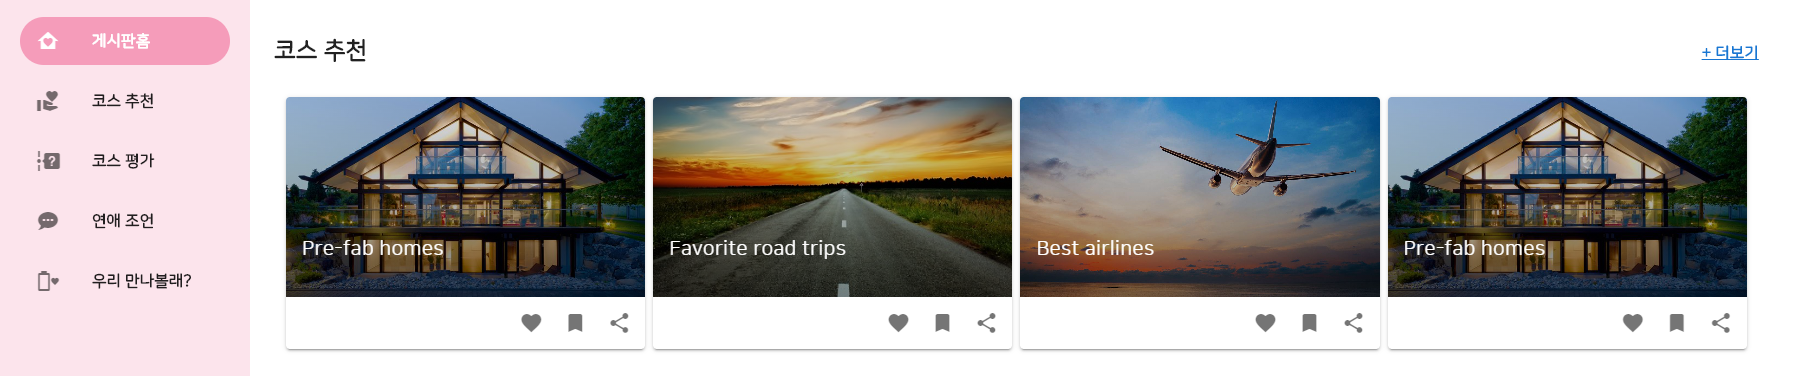 게시판홈
코스 추천
코스 평가
연애 조언
우리 만나볼래?
코스 추천
+ 더보기
Pre-fab homes
Favorite road trips
Best airlines
Pre-fab homes